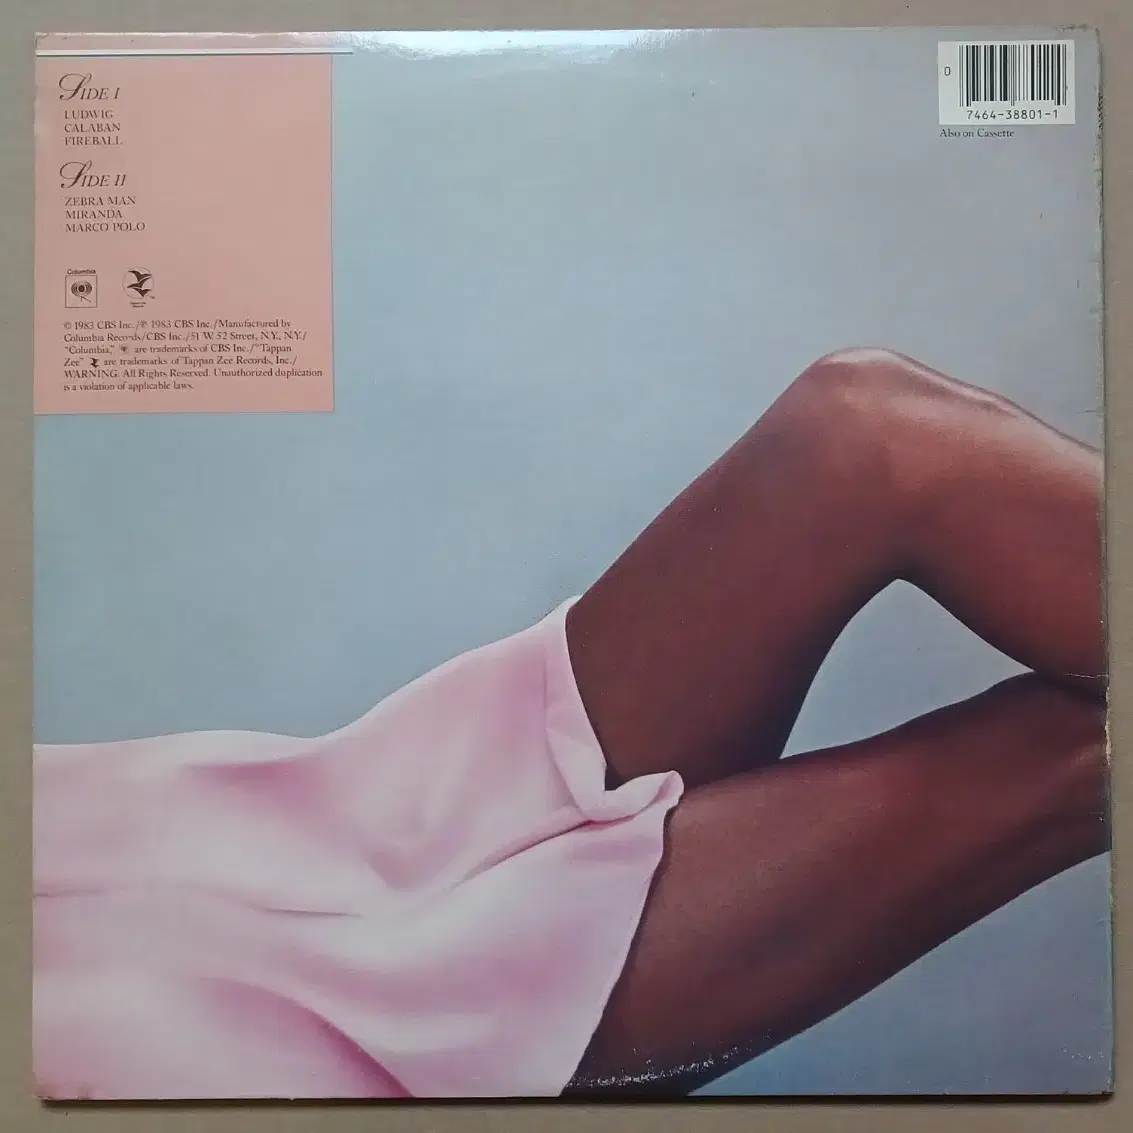 SIDE I
LUDWIG
CALABAN
FIREBALL
SIDE II
ZEBRA MAN
MIRANDA
MARCO POLO
Columbia
© 1983 CBS Inc./℗ 1983 CBS Inc./Manufactured by
Columbia Records/CBS Inc./51 W. 52 Street, N.Y., N.Y./
"Columbia," are trademarks of CBS Inc./"Tappan
Zee" are trademarks of Tappan Zee Records, Inc./
WARNING: All Rights Reserved. Unauthorized duplication
is a violation of applicable laws.
0
7464-38801-1
Also on Cassette